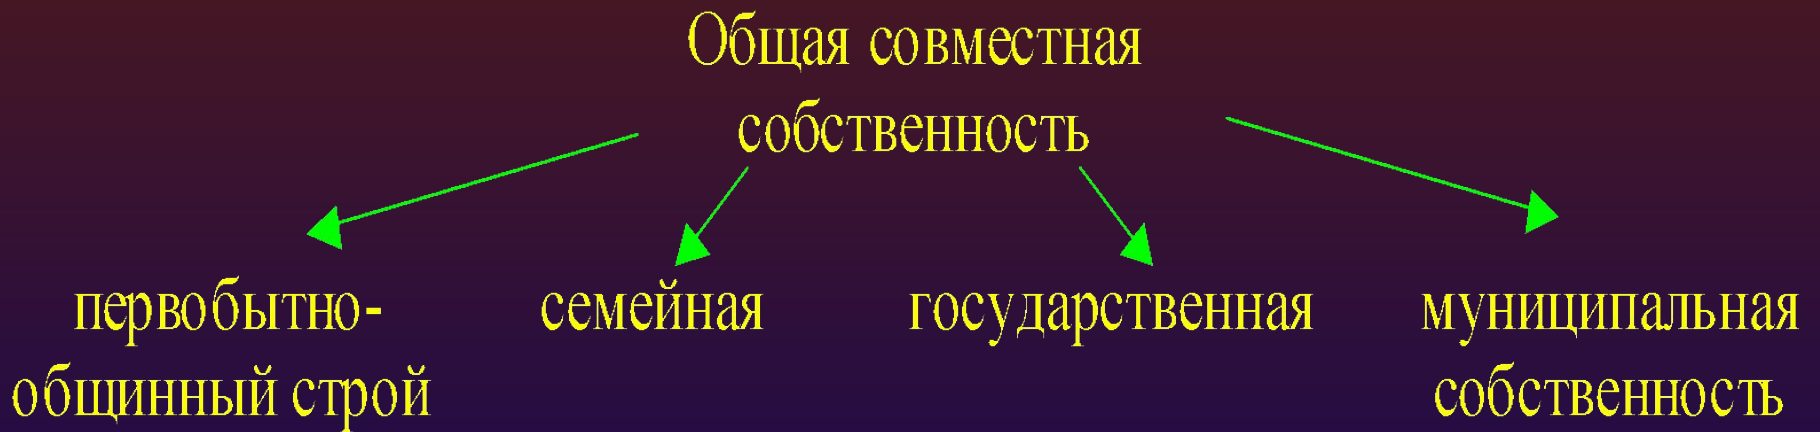 Общая совместная
собственность
первобытно-
общинный строй
семейная
государственная
муниципальная
собственность